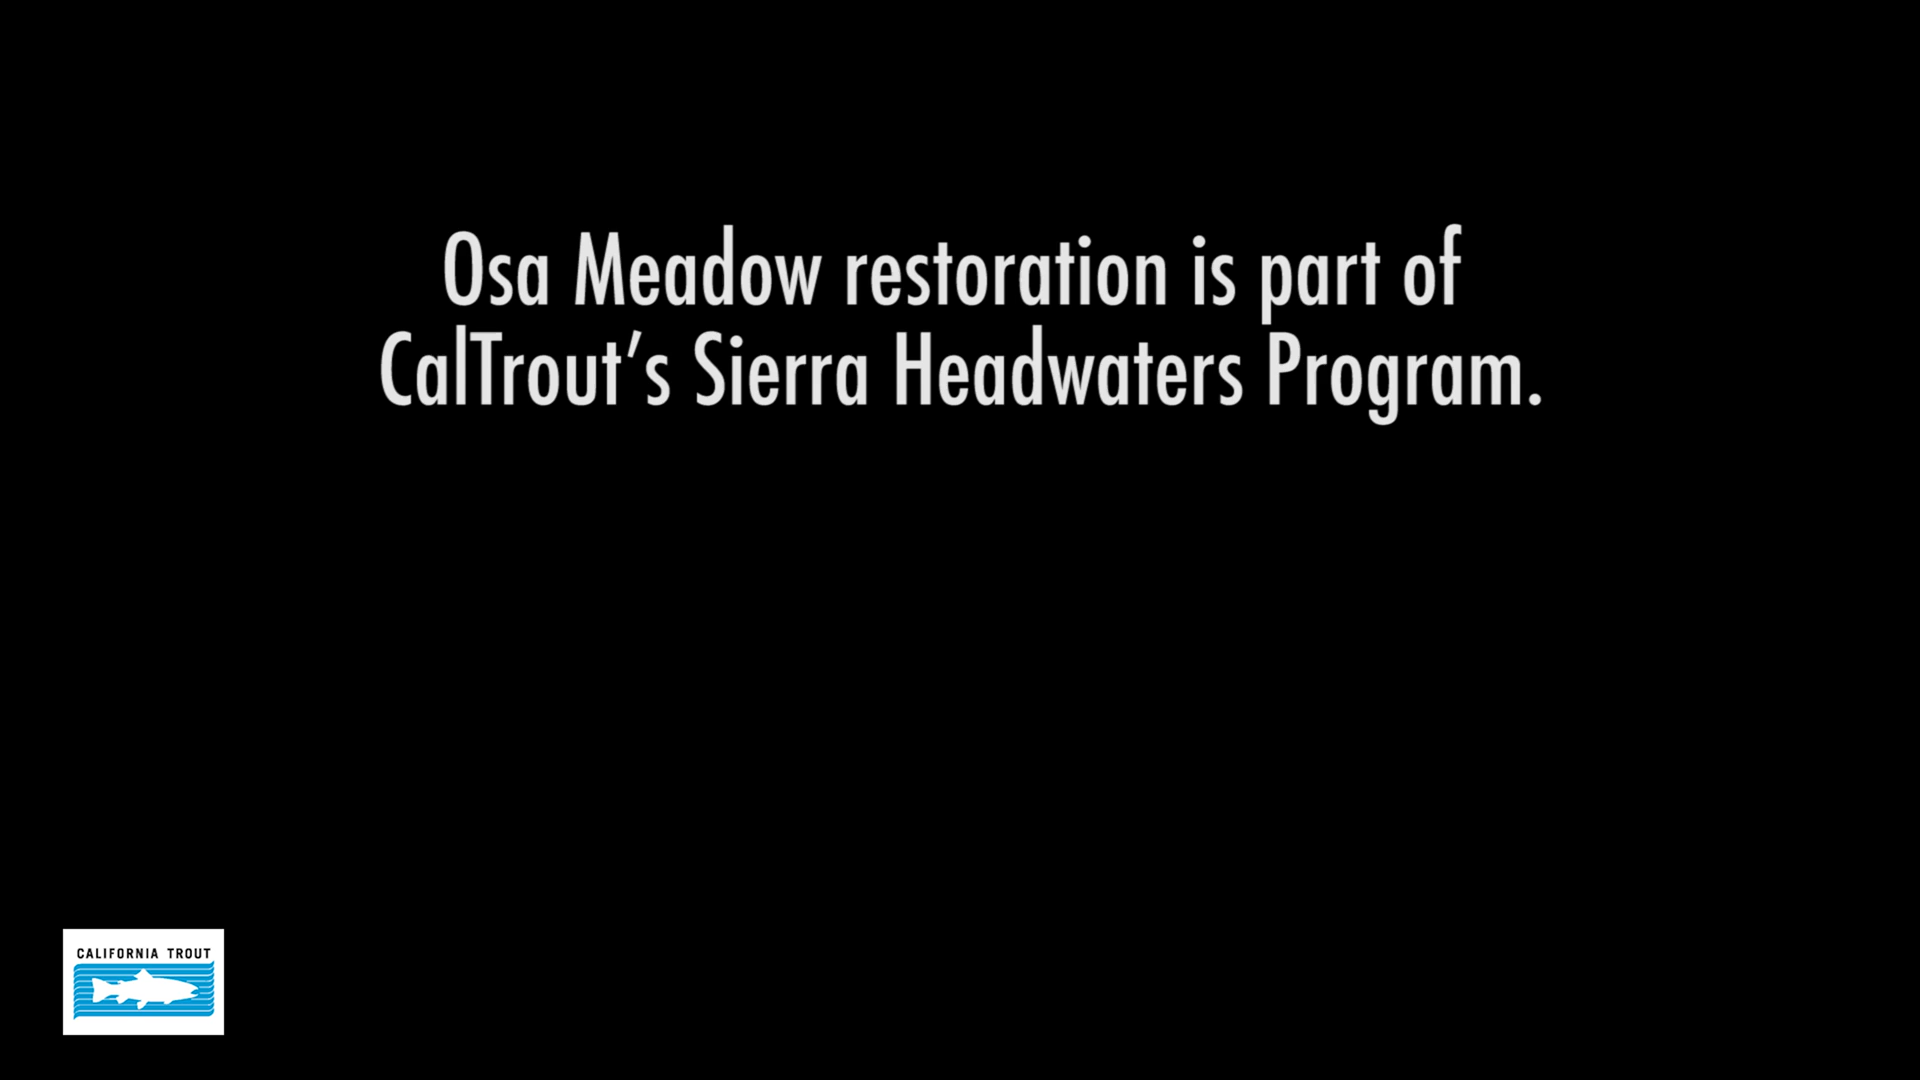 Osa Meadow restoration is part of
CalTrout’s Sierra Headwaters Program.
CALIFORNIA TROUT